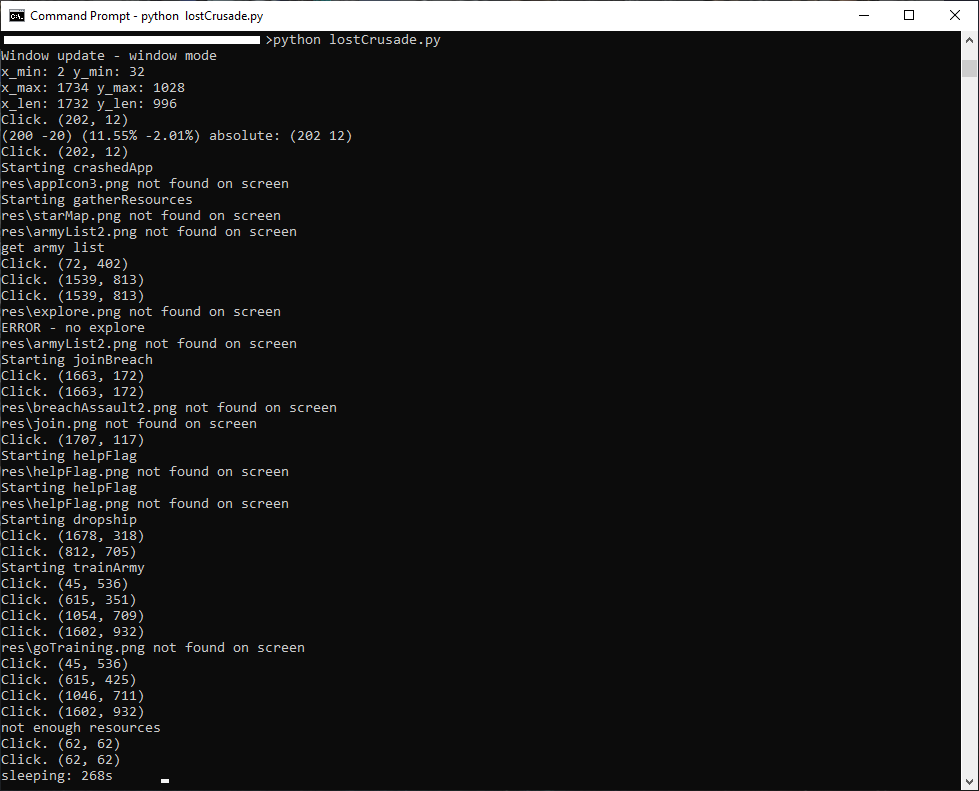 Command Prompt - python lostCrusade.py
>python lostCrusade.py
Window update - window mode
x_min: 2 y_min: 32
x_max: 1734 y_max: 1028
x_len: 1732 y_len: 996
Click. (202, 12)
(200 -20) (11.55% -2.01%) absolute: (202 12)
Click. (202, 12)
Starting crashedApp
res\appIcon3.png not found on screen
Starting gatherResources
res\starMap.png not found on screen
res\armyList2.png not found on screen
get army list
Click. (72, 402)
Click. (1539, 813)
Click. (1539, 813)
res\explore.png not found on screen
ERROR - no explore
res\armyList2.png not found on screen
Starting joinBreach
Click. (1663, 172)
Click. (1663, 172)
res\breachAssault2.png not found on screen
res\join.png not found on screen
Click. (1707, 117)
Starting helpFlag
res\helpFlag.png not found on screen
Starting helpFlag
res\helpFlag.png not found on screen
Starting dropship
Click. (1678, 318)
Click. (812, 705)
Starting trainArmy
Click. (45, 536)
Click. (615, 351)
Click. (1054, 709)
Click. (1602, 932)
res\goTraining.png not found on screen
Click. (45, 536)
Click. (615, 425)
Click. (1046, 711)
Click. (1602, 932)
not enough resources
Click. (62, 62)
Click. (62, 62)
sleeping: 268s